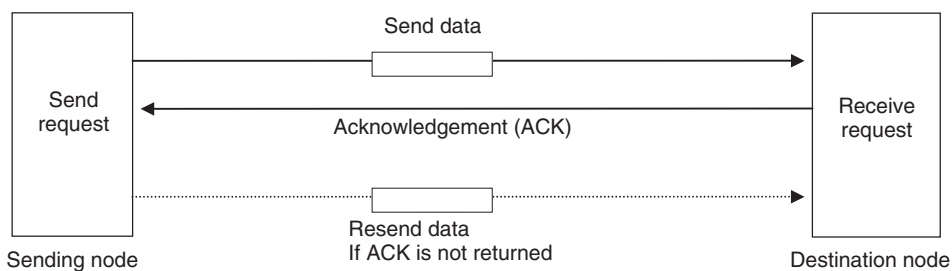 Send data
Send
request
Receive
request
Acknowledgement (ACK)
Resend data
If ACK is not returned
Sending node
Destination node